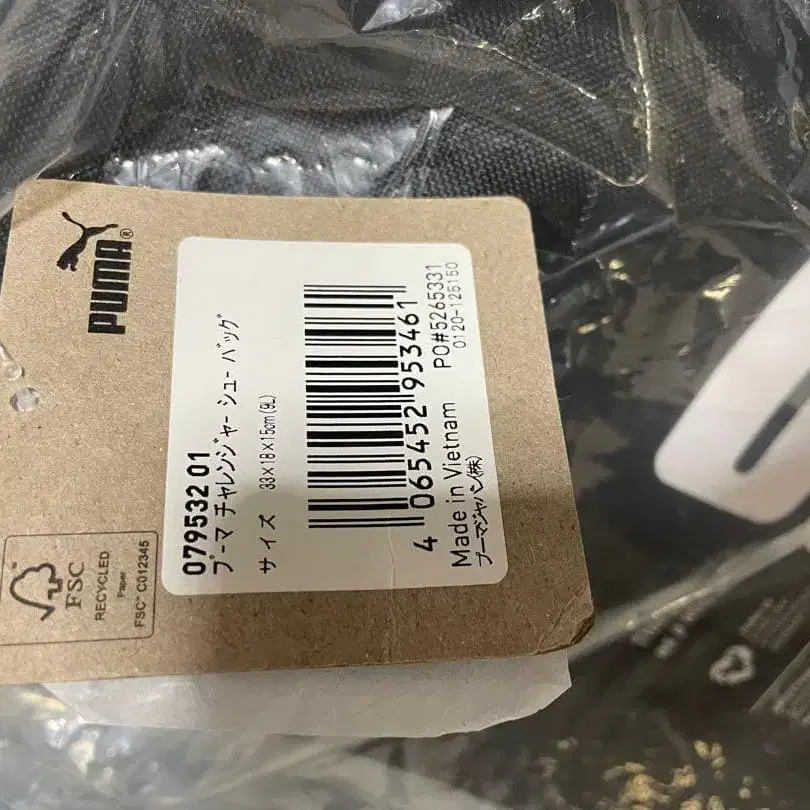 PUMA®
079532 01
プーマ チャレンジャー シュー バッグ
サイズ 33×18×15cm(9L)
4 065452 953461
Made in Vietnam PO#5265331
プーマジャパン(株) 0120-125150
FSC
RECYCLED
Paper
FSC® C012345